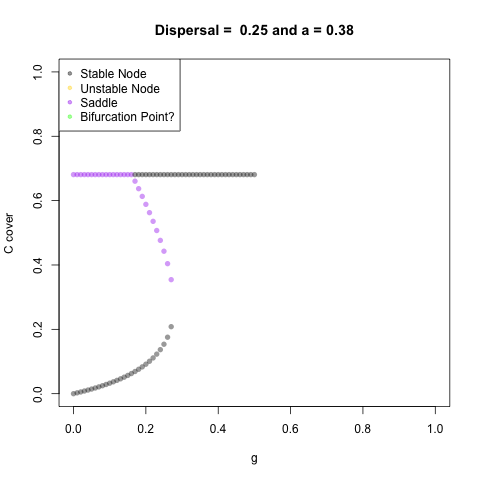 Dispersal =  0.25 and a = 0.38
Stable Node
Unstable Node
Saddle
Bifurcation Point?
C cover
1.0
0.8
0.6
0.4
0.2
0.0
0.0 0.2 0.4 0.6 0.8 1.0
g